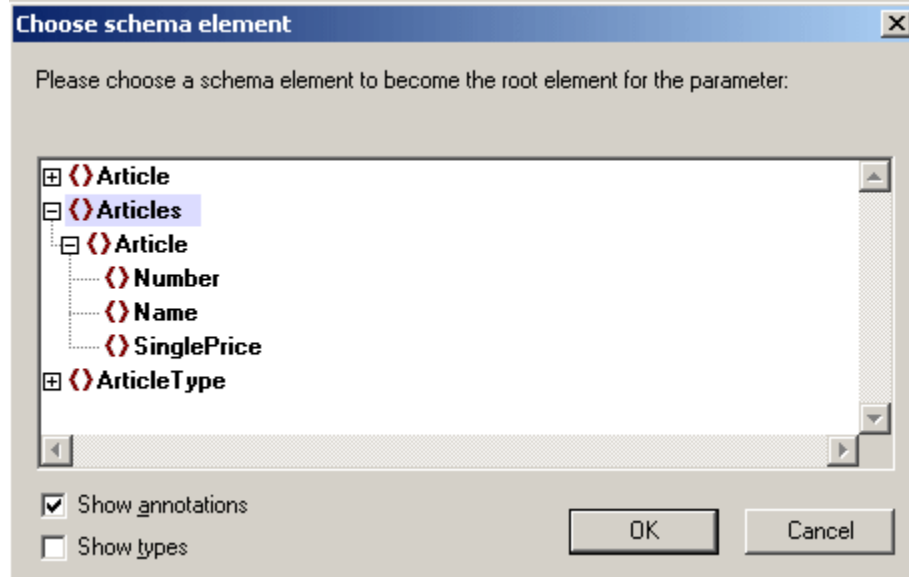 Choose schema element
Please choose a schema element to become the root element for the parameter:
Article
Articles
Article
Number
Name
SinglePrice
ArticleType
Show annotations
Show types
OK
Cancel